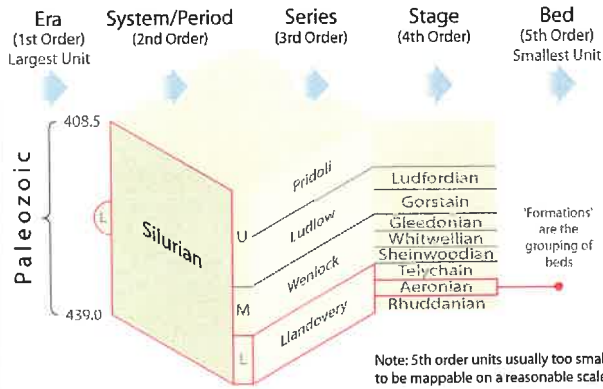 Era
(1st Order)
Largest Unit
System/Period
(2nd Order)
Series
(3rd Order)
Stage
(4th Order)
Bed
(5th Order)
Smallest Unit
408.5
Paleozoic
439.0
L
Silurian
U
M
L
Pridoli
Ludlow
Wenlock
Llandovery
Ludfordian
Gorstain
Gleedonian
Whitwellian
Sheinwoodian
Telychain
Aeronian
Rhuddanian
'Formations'
are the
grouping of
beds
Note: 5th order units usually too small
to be mappable on a reasonable scale